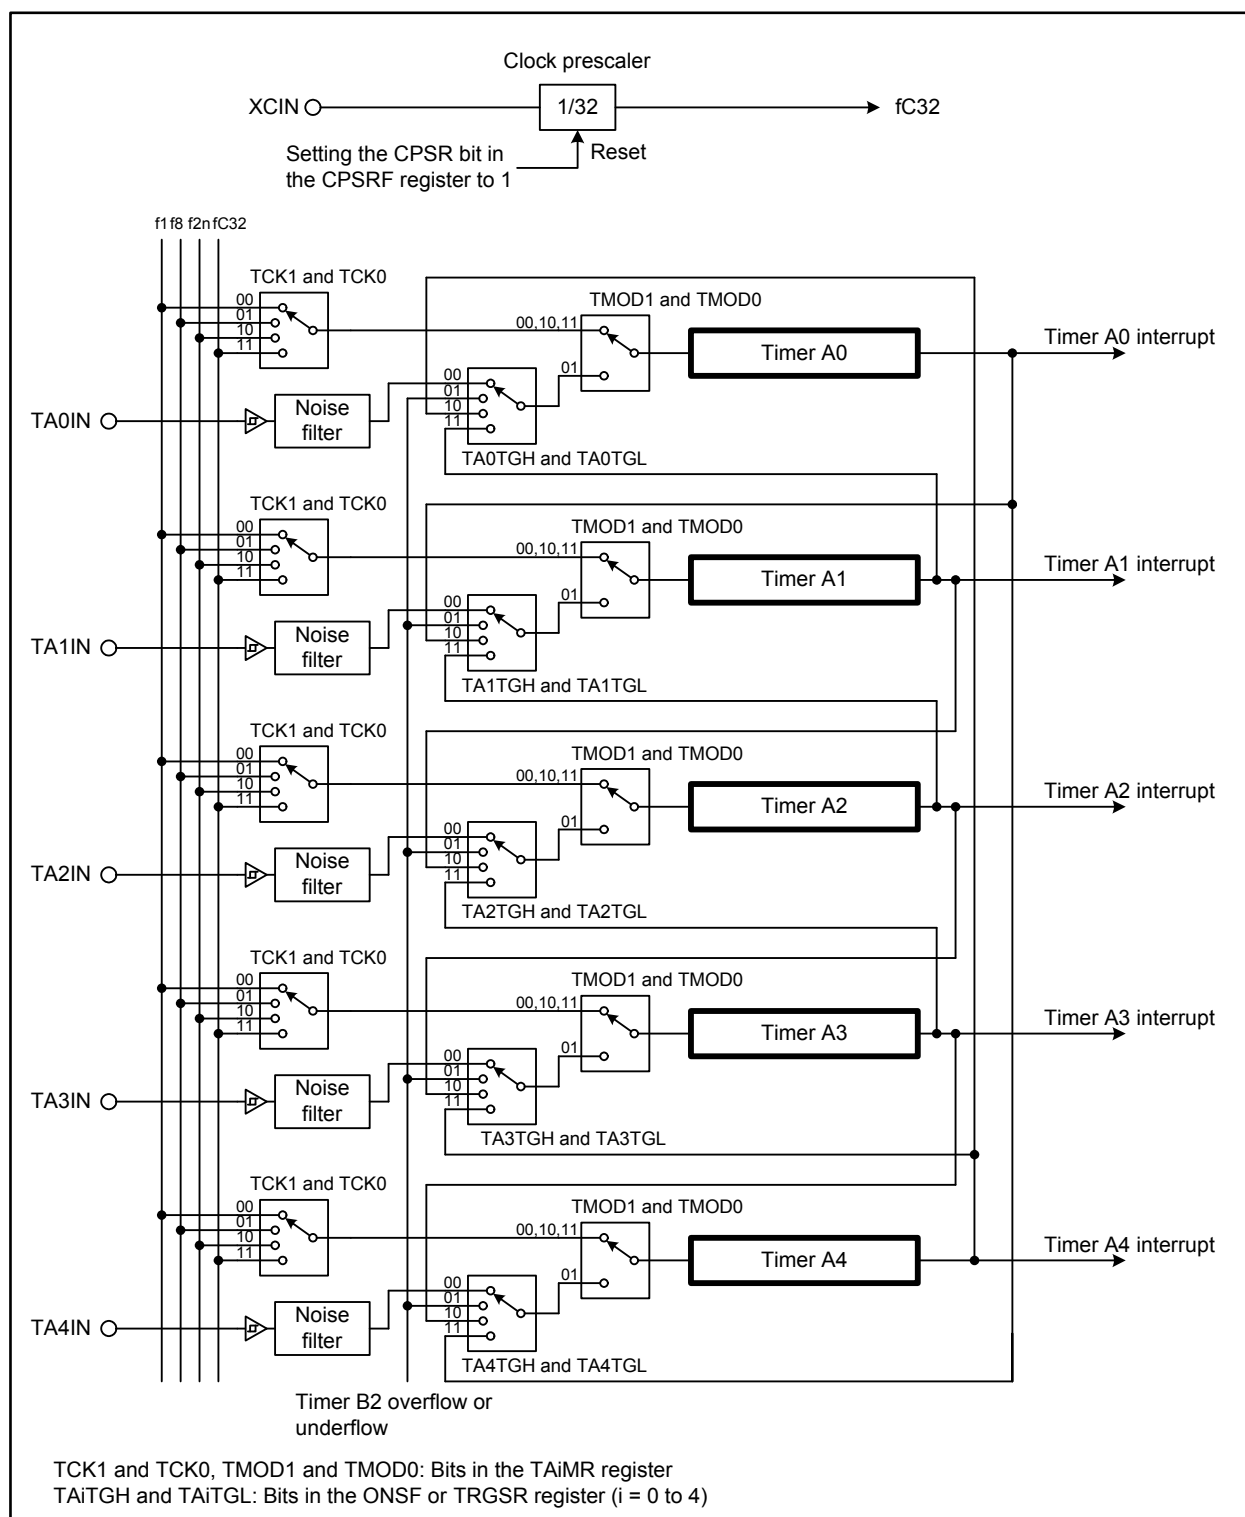 Clock prescaler
XCIN
1/32
fC32
Setting the CPSR bit in
the CPSRF register to 1
Reset
f1 f8 f2n fC32
TCK1 and TCK0
00
01
10
11
TMOD1 and TMOD0
00,10,11
01
Timer A0
Timer A0 interrupt
TA0IN
Noise
filter
00
01
10
11
TA0TGH and TA0TGL
TCK1 and TCK0
00
01
10
11
TMOD1 and TMOD0
00,10,11
01
Timer A1
Timer A1 interrupt
TA1IN
Noise
filter
00
01
10
11
TA1TGH and TA1TGL
TCK1 and TCK0
00
01
10
11
TMOD1 and TMOD0
00,10,11
01
Timer A2
Timer A2 interrupt
TA2IN
Noise
filter
00
01
10
11
TA2TGH and TA2TGL
TCK1 and TCK0
00
01
10
11
TMOD1 and TMOD0
00,10,11
01
Timer A3
Timer A3 interrupt
TA3IN
Noise
filter
00
01
10
11
TA3TGH and TA3TGL
TCK1 and TCK0
00
01
10
11
TMOD1 and TMOD0
00,10,11
01
Timer A4
Timer A4 interrupt
TA4IN
Noise
filter
00
01
10
11
TA4TGH and TA4TGL
Timer B2 overflow or
underflow
TCK1 and TCK0, TMOD1 and TMOD0: Bits in the TAiMR register
TAiTGH and TAiTGL: Bits in the ONSF or TRGSR register (i = 0 to 4)